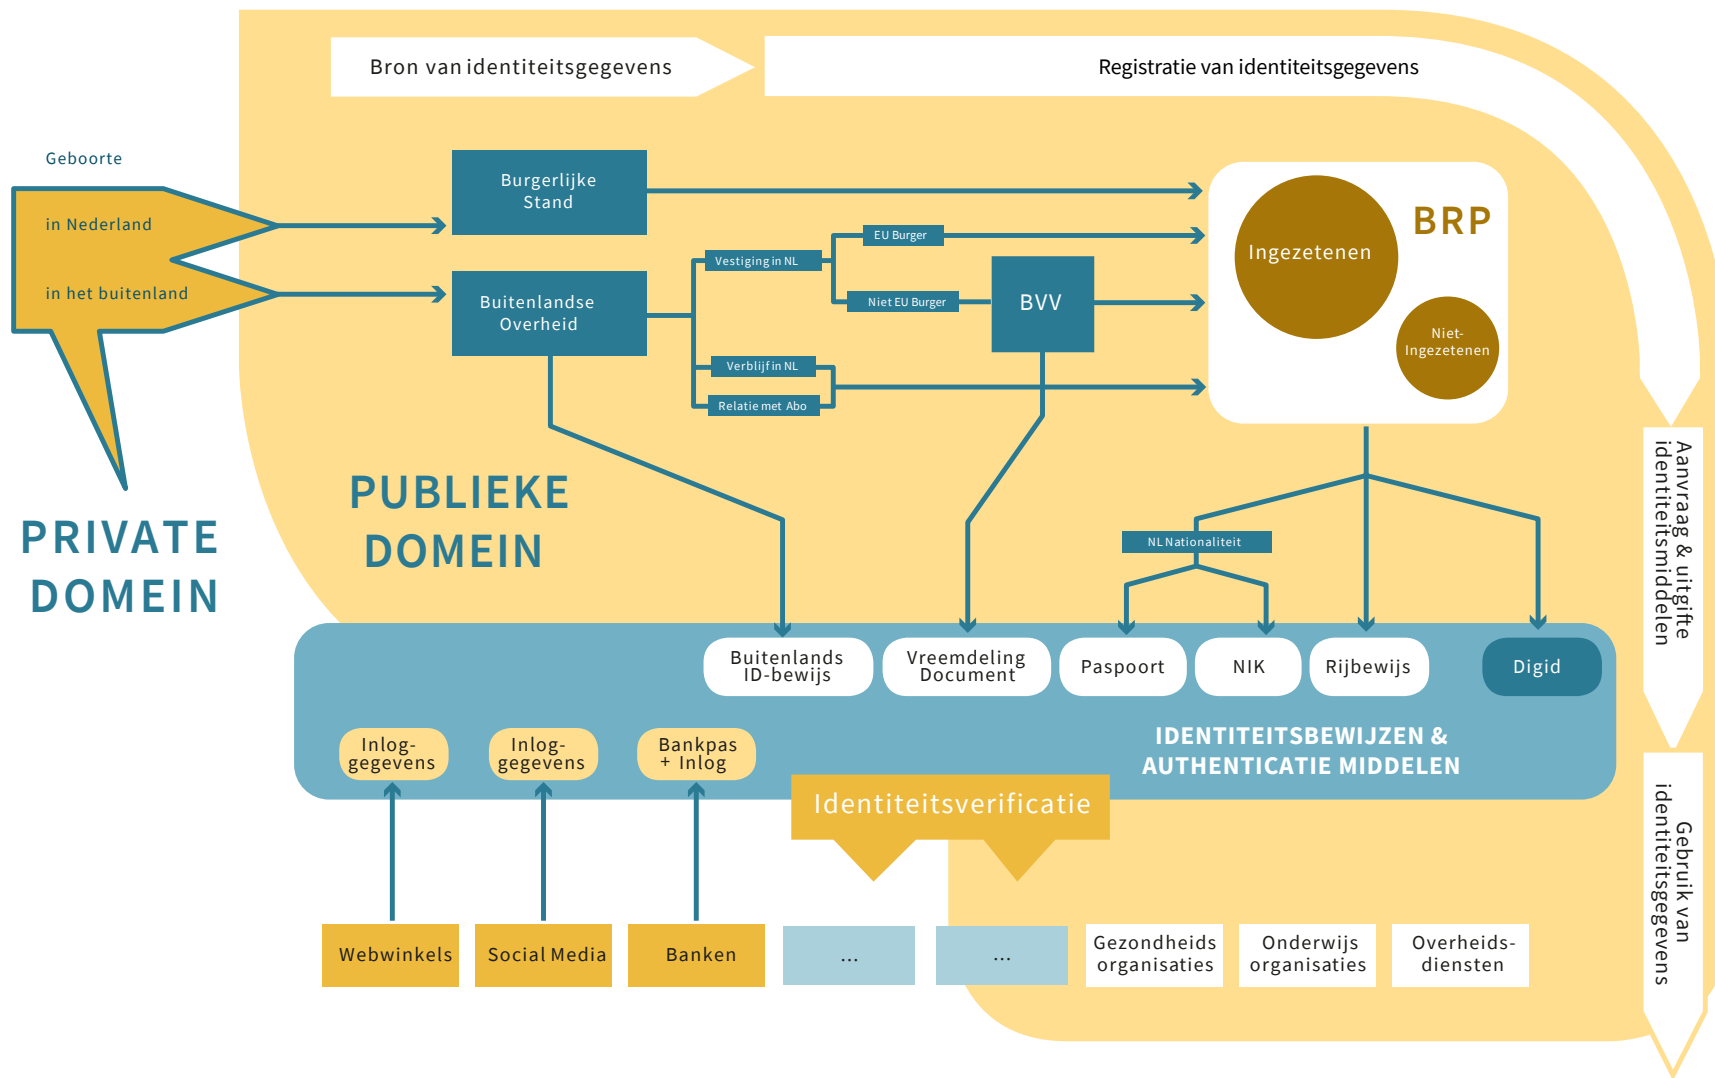 Bron van identiteitsgegevens
Registratie van identiteitsgegevens
Geboorte
in Nederland
in het buitenland
Burgerlijke
Stand
Buitenlandse
Overheid
Vestiging in NL
EU Burger
Niet EU Burger
BVV
Verblijf in NL
Relatie met Abo
BRP
Ingezetenen
Niet-
Ingezetenen
PRIVATE
DOMEIN
PUBLIEKE
DOMEIN
NL Nationaliteit
Aanvraag & uitgifte
identiteitsmiddelen
Buitenlands
ID-bewijs
Vreemdeling
Document
Paspoort
NIK
Rijbewijs
Digid
Inlog-
gegevens
Inlog-
gegevens
Bankpas
+ Inlog
IDENTITEITSBEWIJZEN &
AUTHENTICATIE MIDDELEN
Identiteitsverificatie
Gebruik van
identiteitsgegevens
Webwinkels
Social Media
Banken
...
...
Gezondheids
organisaties
Onderwijs
organisaties
Overheids-
diensten